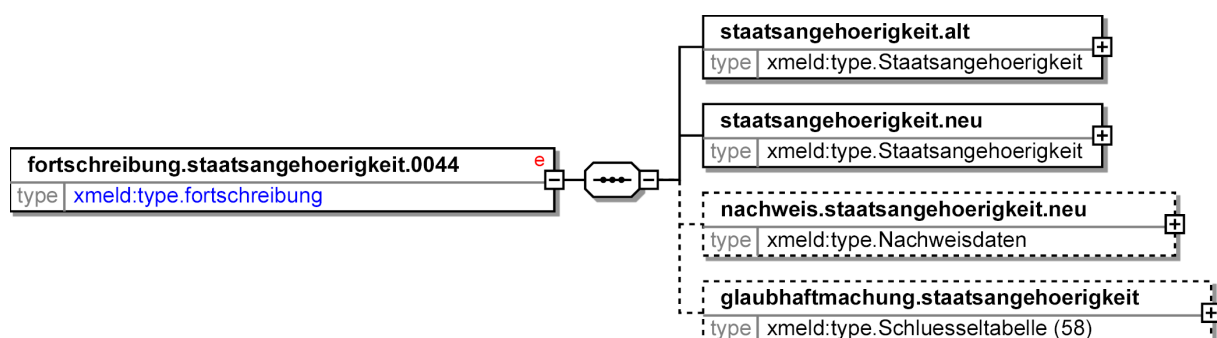 staatsangehoerigkeit.alt
type xmeld:type.Staatsangehoerigkeit
staatsangehoerigkeit.neu
type xmeld:type.Staatsangehoerigkeit
fortschreibung.staatsangehoerigkeit.0044 e
type xmeld:type.fortschreibung
nachweis.staatsangehoerigkeit.neu
type xmeld:type.Nachweisdaten
glaubhaftmachung.staatsangehoerigkeit
type xmeld:type.Schluesseltabelle (58)